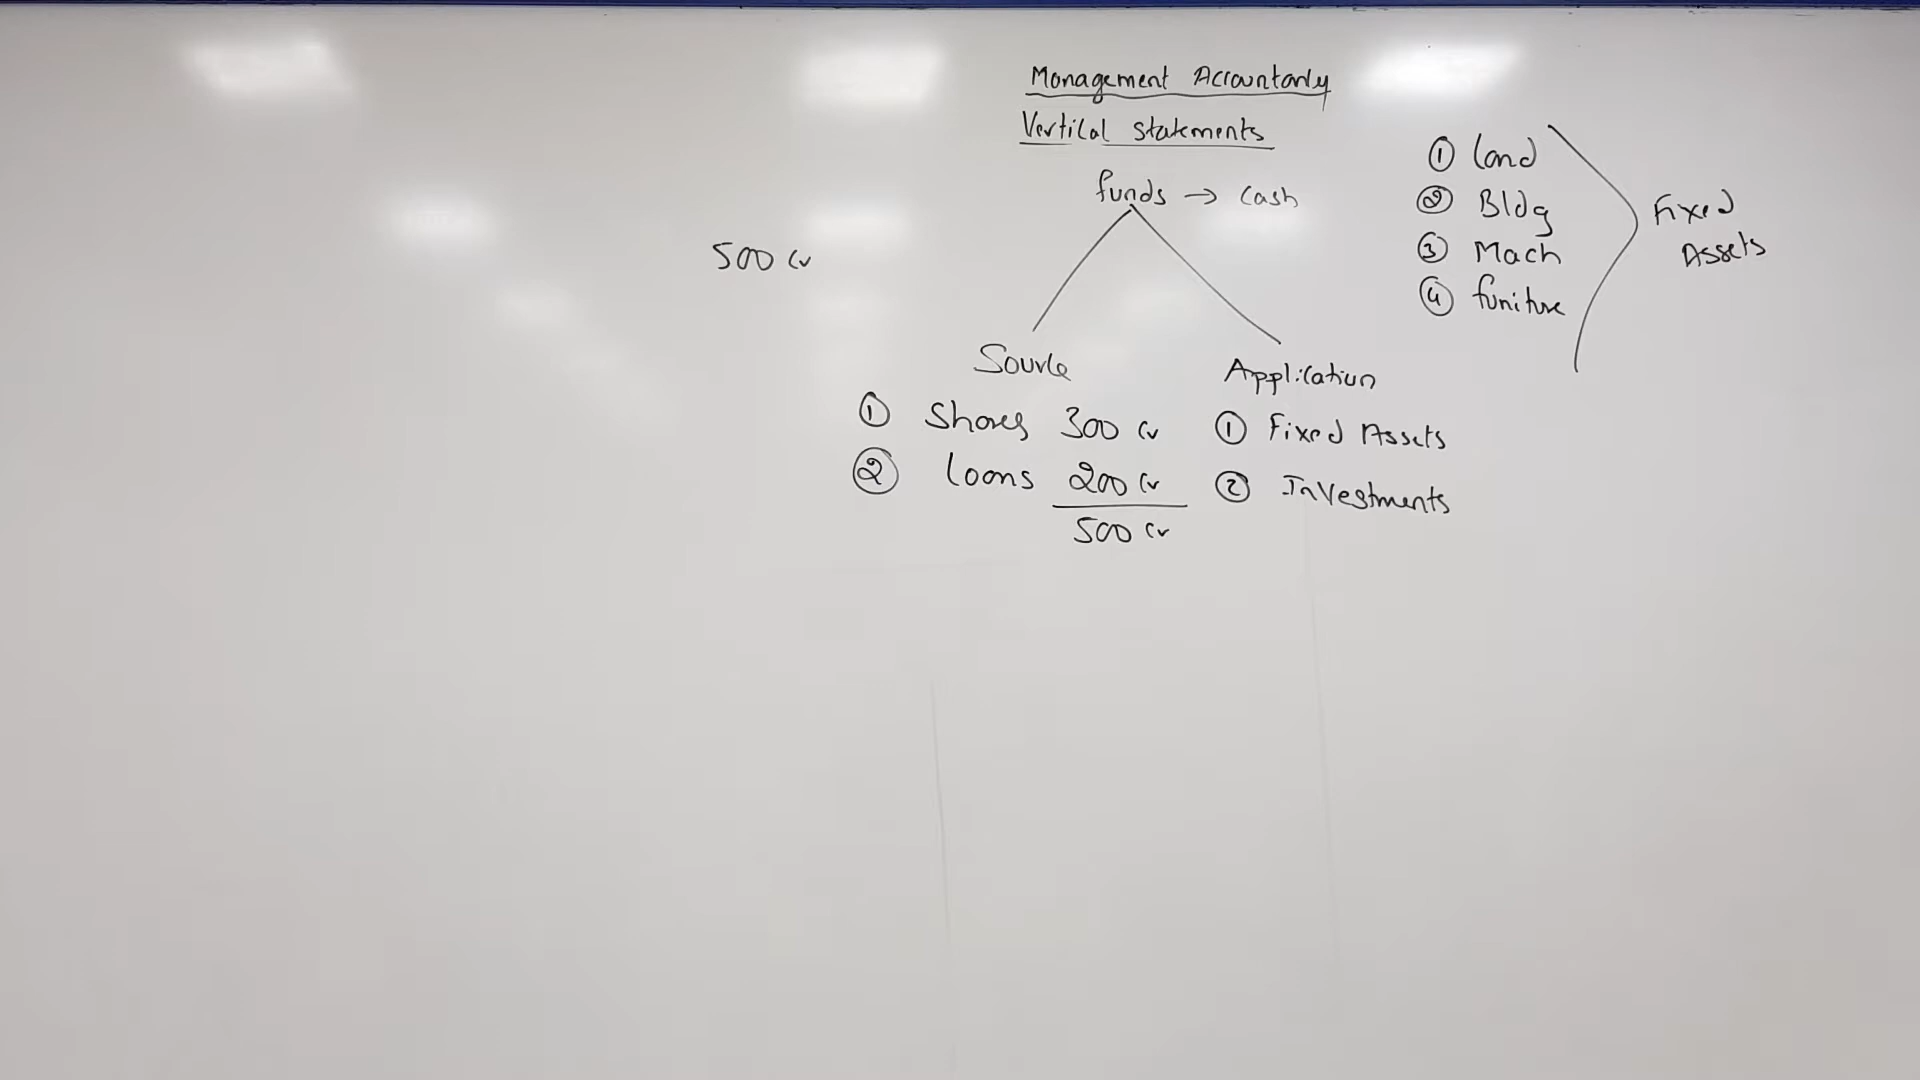 Management Accountanly
Vertical statements
funds → cash
500 cr
Source
① Shares 300 cr
② loans 200 cr
500 cr
Application
① Fixed Assets
② Investments
① land
② Bldg
③ Mach
④ funiture
Fixed
Assets